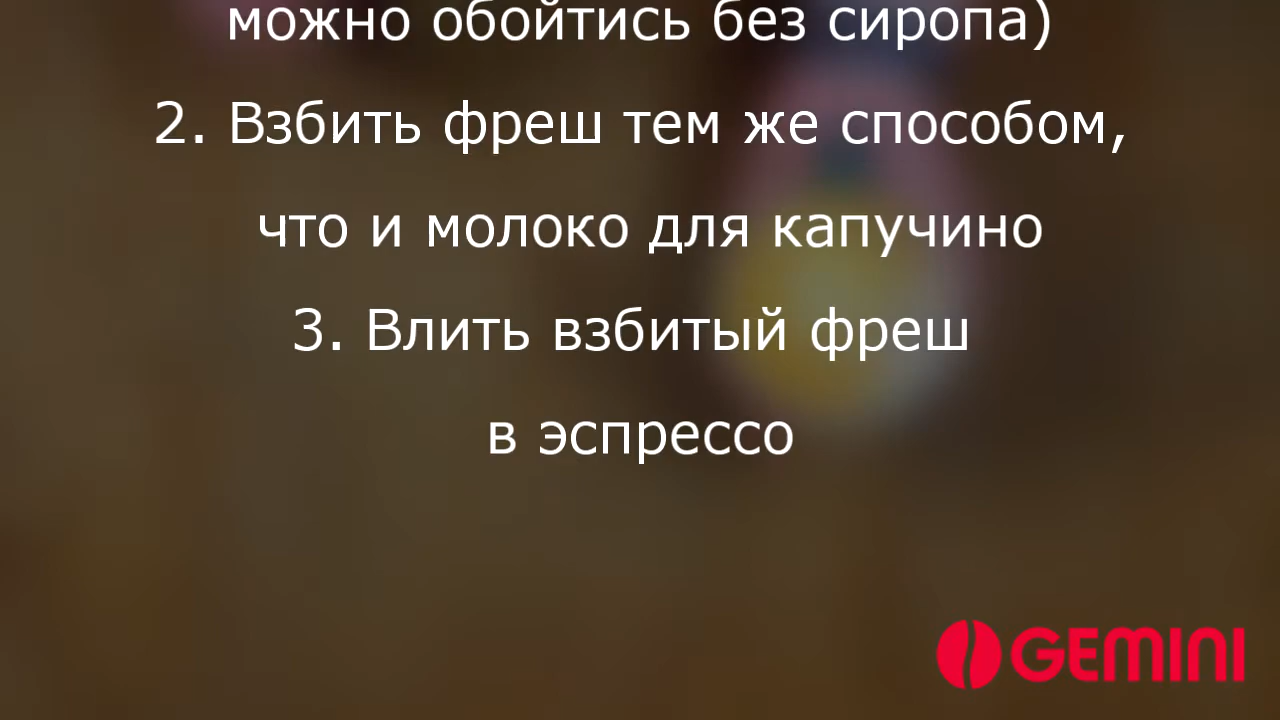 можно обойтись без сиропа)
2. Взбить фреш тем же способом,
что и молоко для капучино
3. Влить взбитый фреш
в эспрессо
GEMINI